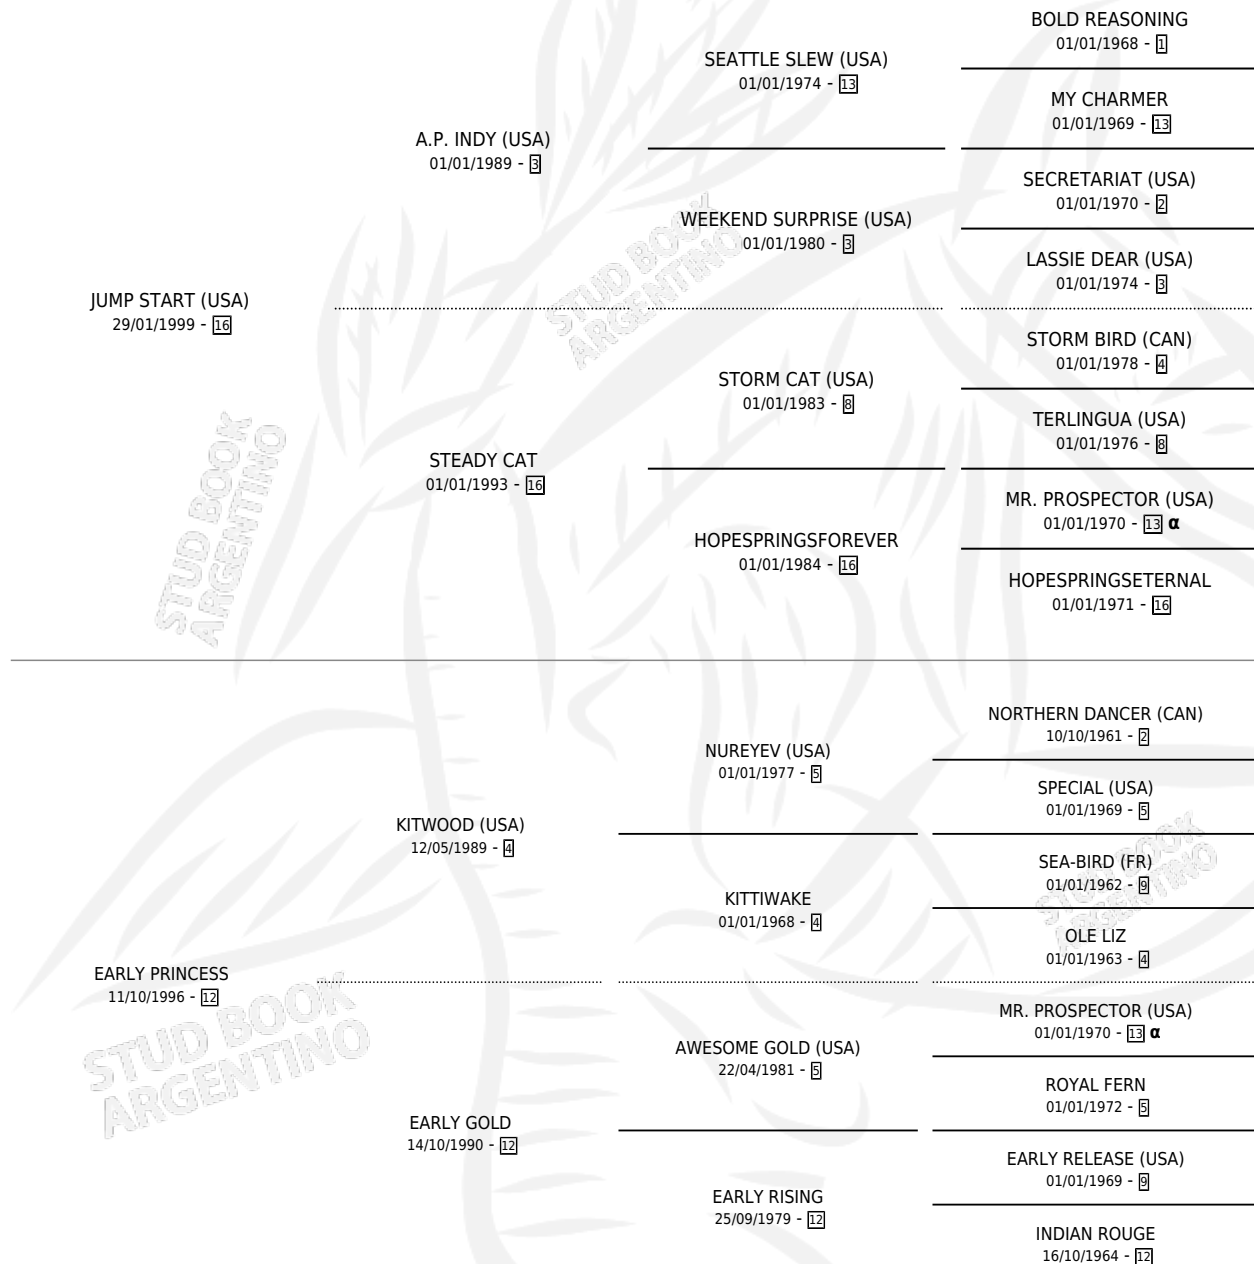 BOLD REASONING
01/01/1968 - 1
SEATTLE SLEW (USA)
01/01/1974 - 13
MY CHARMER
01/01/1969 - 13
A.P. INDY (USA)
01/01/1989 - 3
SECRETARIAT (USA)
01/01/1970 - 2
WEEKEND SURPRISE (USA)
01/01/1980 - 3
LASSIE DEAR (USA)
01/01/1974 - 3
JUMP START (USA)
29/01/1999 - 16
STORM BIRD (CAN)
01/01/1978 - 4
STORM CAT (USA)
01/01/1983 - 8
TERLINGUA (USA)
01/01/1976 - 8
STEADY CAT
01/01/1993 - 16
MR. PROSPECTOR (USA)
01/01/1970 - 13 α
HOPESPRINGSFOREVER
01/01/1984 - 16
HOPESPRINGSETERNAL
01/01/1971 - 16
NORTHERN DANCER (CAN)
10/10/1961 - 2
NUREYEV (USA)
01/01/1977 - 5
SPECIAL (USA)
01/01/1969 - 5
KITWOOD (USA)
12/05/1989 - 4
SEA-BIRD (FR)
01/01/1962 - 9
KITTIWAKE
01/01/1968 - 4
OLE LIZ
01/01/1963 - 4
EARLY PRINCESS
11/10/1996 - 12
MR. PROSPECTOR (USA)
01/01/1970 - 13 α
AWESOME GOLD (USA)
22/04/1981 - 5
ROYAL FERN
01/01/1972 - 5
EARLY GOLD
14/10/1990 - 12
EARLY RELEASE (USA)
01/01/1969 - 9
EARLY RISING
25/09/1979 - 12
INDIAN ROUGE
16/10/1964 - 12
STUD BOOK
ARGENTINO
STUD BOOK
ARGENTINO
STUD BOOK
ARGENTINO
STUD BOOK
ARGENTINO